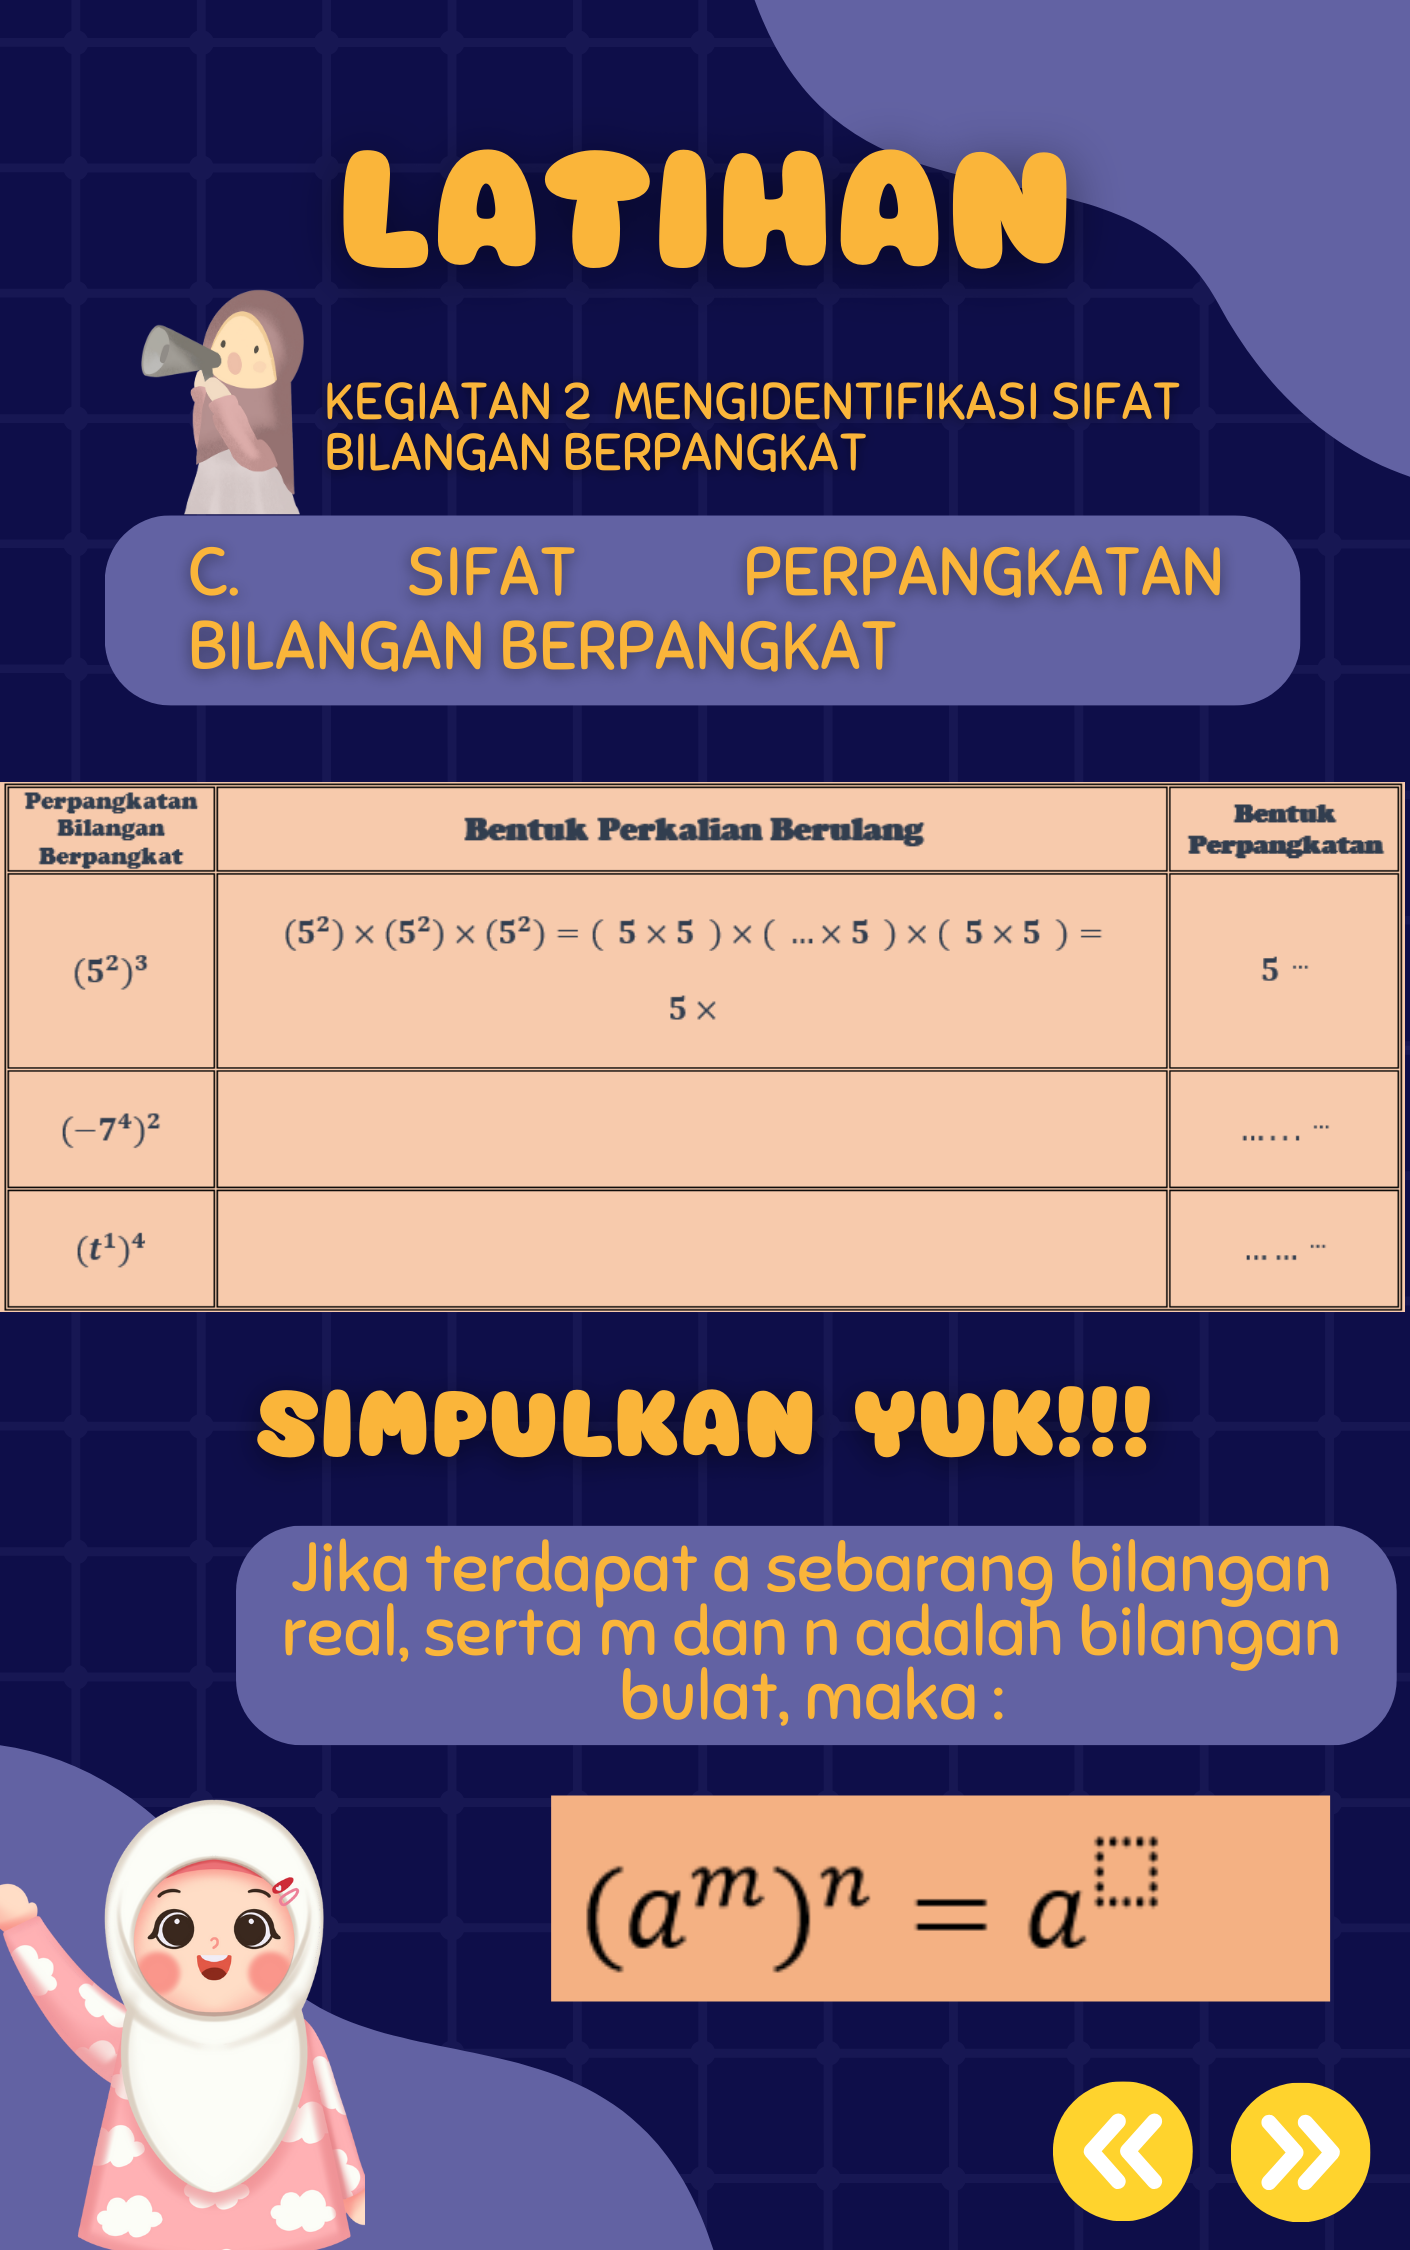 LATIHAN
KEGIATAN 2 MENGIDENTIFIKASI SIFAT
BILANGAN BERPANGKAT
C. SIFAT PERPANGKATAN
BILANGAN BERPANGKAT
Perpangkatan
Bilangan
Berpangkat
Bentuk Perkalian Berulang
Bentuk
Perpangkatan
(5²)³
(5²) × (5²) × (5²) = ( 5 × 5 ) × ( ... × 5 ) × ( 5 × 5 ) =
5 ×
5 ...
(−7⁴)²
...... ...
(t¹)⁴
... ... ...
SIMPULKAN YUK!!!
Jika terdapat a sebarang bilangan
real, serta m dan n adalah bilangan
bulat, maka :
(aᵐ)ⁿ = a⬚